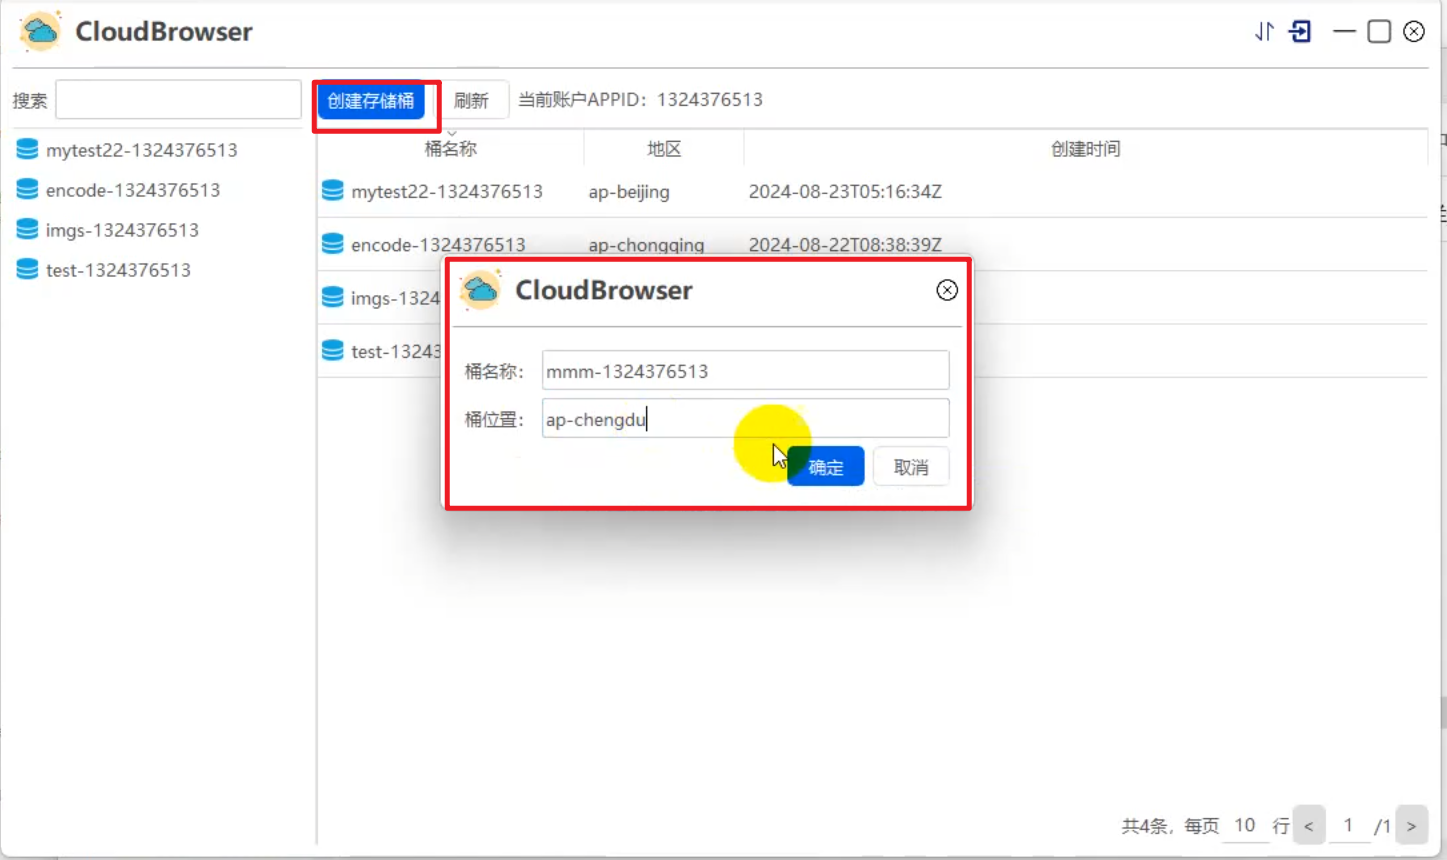 CloudBrowser
搜索
创建存储桶 刷新 当前账户APPID：1324376513
mytest22-1324376513
encode-1324376513
imgs-1324376513
test-1324376513
桶名称 地区 创建时间
mytest22-1324376513 ap-beijing 2024-08-23T05:16:34Z
encode-1324376513 ap-chongqing 2024-08-22T08:38:39Z
imgs-1324
test-13243
CloudBrowser
桶名称： mmm-1324376513
桶位置： ap-chengdu
确定 取消
共4条，每页 10 行 < 1 /1 >